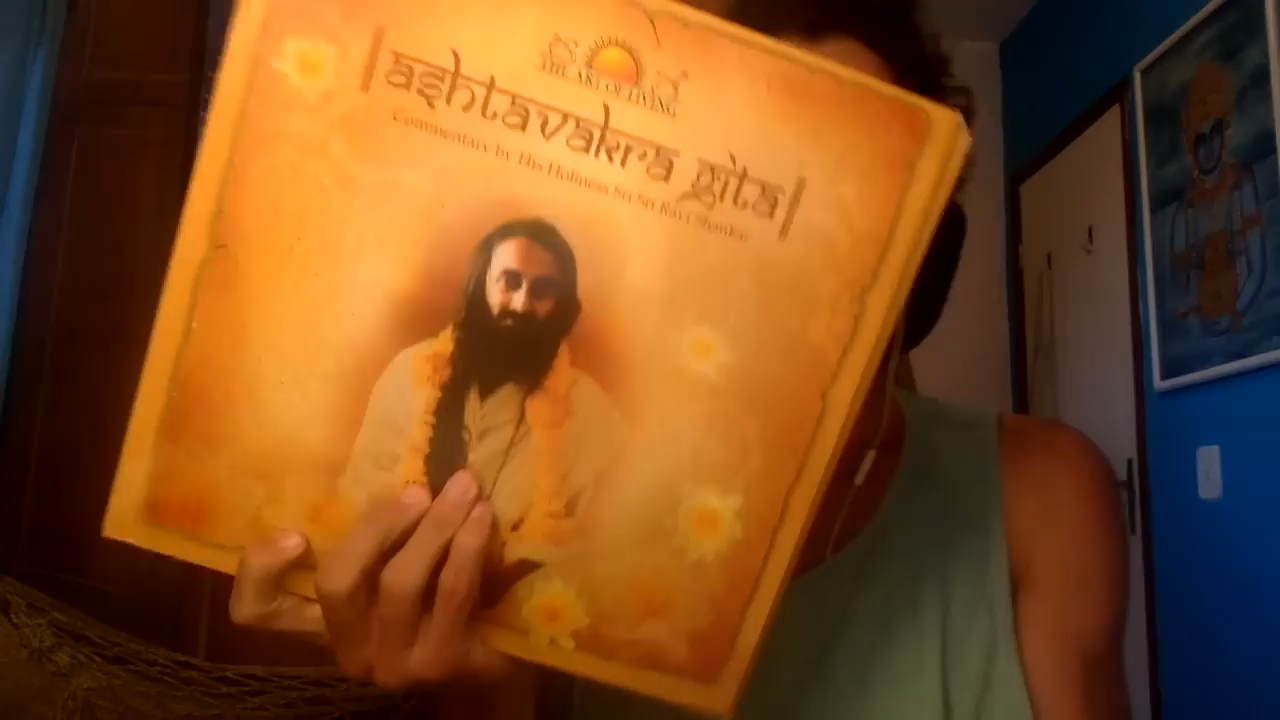 THE ART OF LIVING
|ashtavakra gita|
Commentary by His Holiness Sri Sri Ravi Shankar